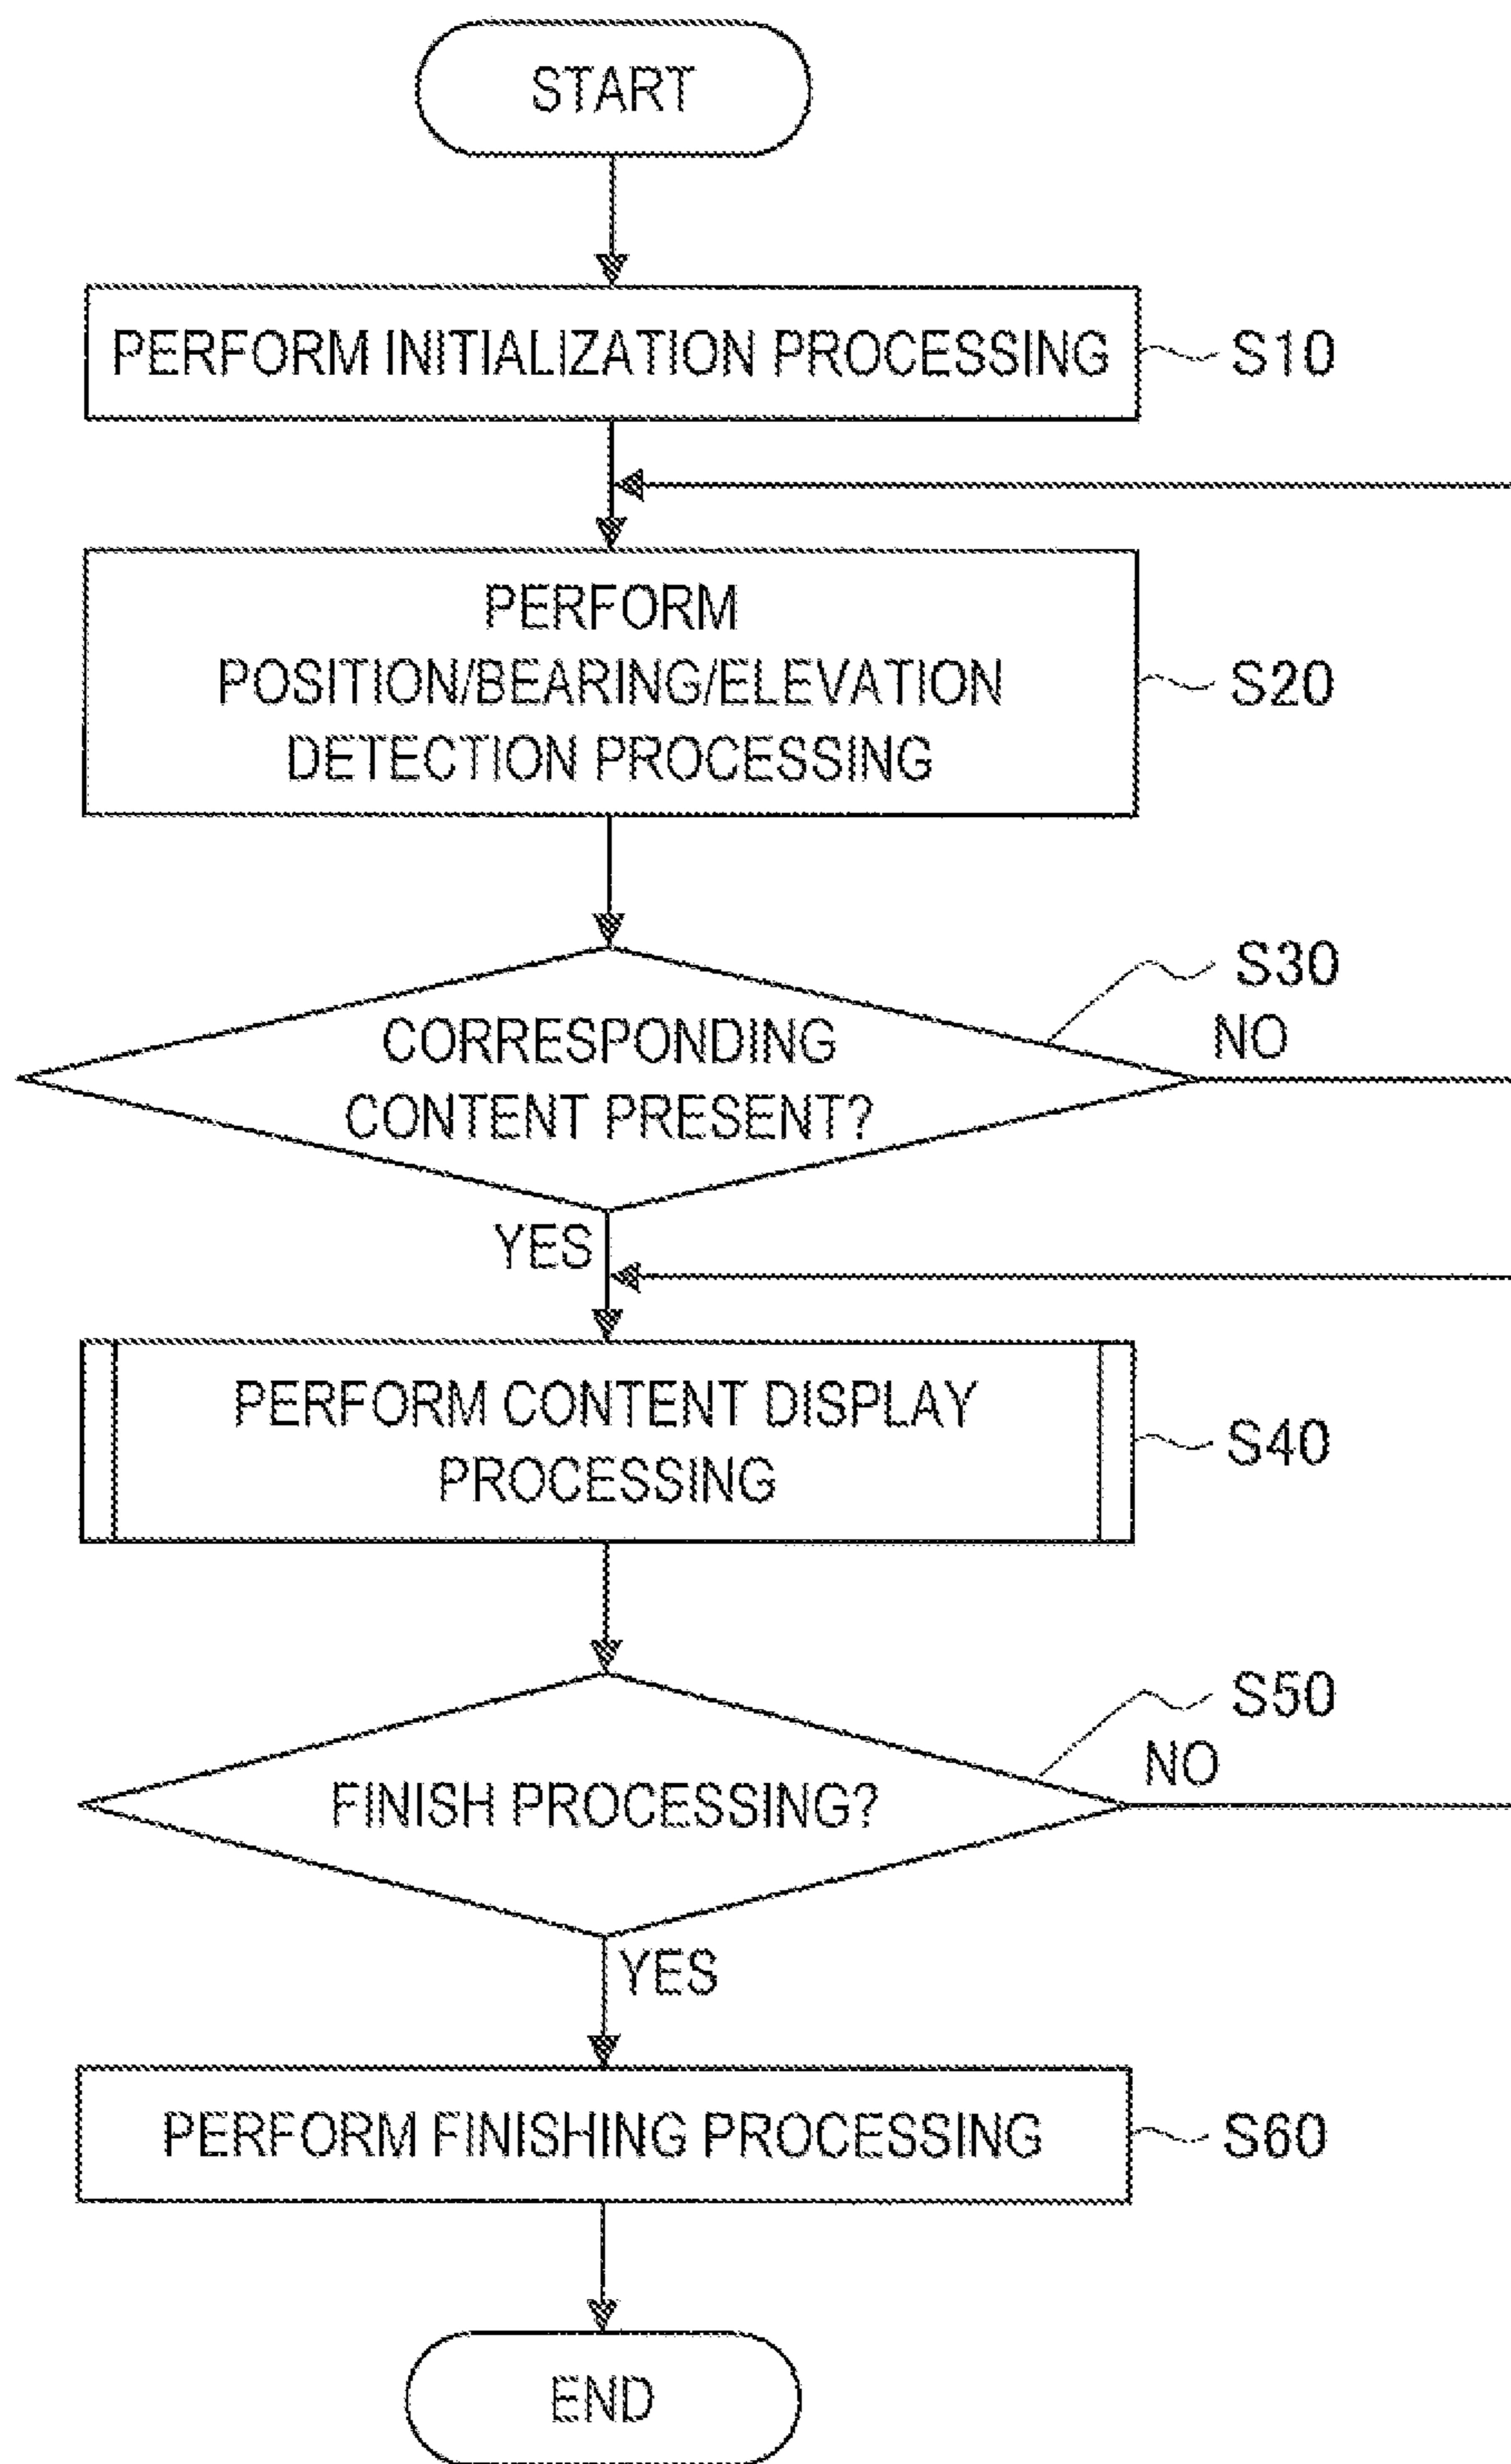 START
PERFORM INITIALIZATION PROCESSING
S10
PERFORM
POSITION/BEARING/ELEVATION
DETECTION PROCESSING
S20
S30
CORRESPONDING
CONTENT PRESENT?
NO
YES
PERFORM CONTENT DISPLAY
PROCESSING
S40
S50
FINISH PROCESSING?
NO
YES
PERFORM FINISHING PROCESSING
S60
END